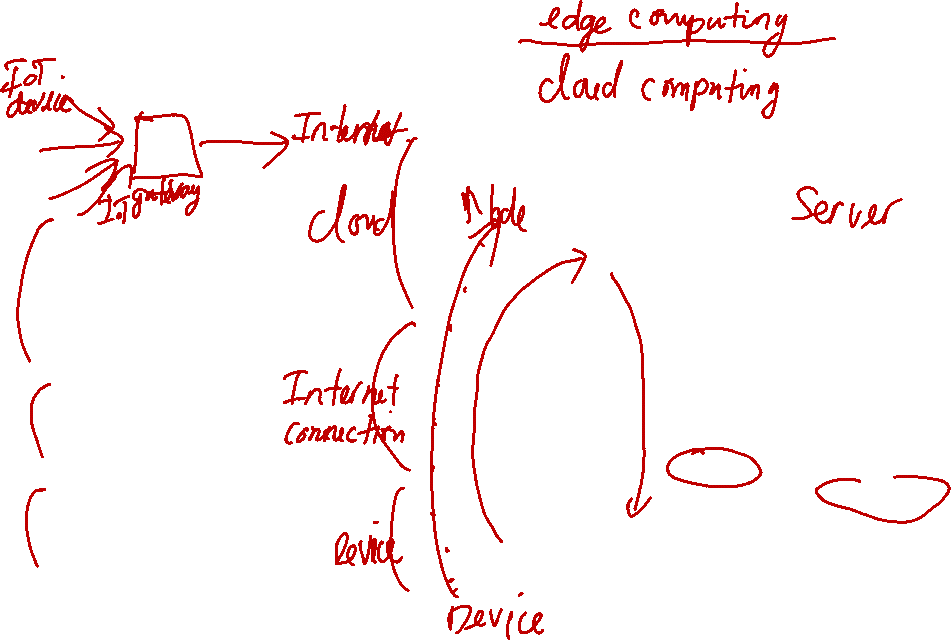 edge computing
cloud computing
IoT
device
Internet
IoT gateway
cloud
Node
Server
Internet
connection
Device
Device